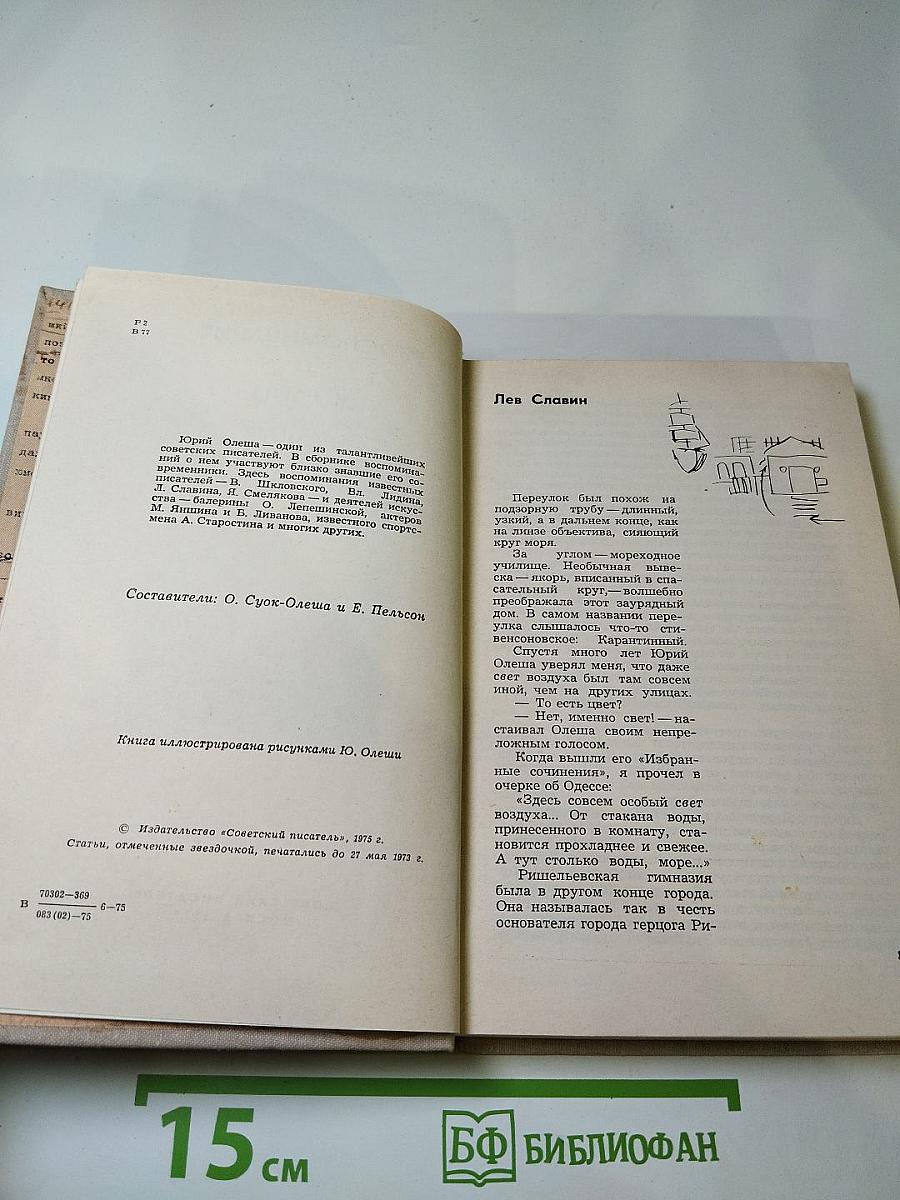 Р2
В 77
Юрий Олеша — один из талантливейших
советских писателей. В сборнике воспомина-
ний о нем участвуют близко знавшие его со-
временники. Здесь воспоминания известных
писателей — В. Шкловского, Вл. Лидина,
Л. Славина, Я. Смелякова — и деятелей искус-
ства — балерины О. Лепешинской, актеров
М. Яншина и Б. Ливанова, известного спортс-
мена А. Старостина и многих других.
Составители: О. Суок-Олеша и Е. Пельсон
Книга иллюстрирована рисунками Ю. Олеши
© Издательство «Советский писатель», 1975 г.
Статьи, отмеченные звездочкой, печатались до 27 мая 1973 г.
В 70302—369 6—75
083 (02)—75
Лев Славин
Переулок был похож на
подзорную трубу — длинный,
узкий, а в дальнем конце, как
на линзе объектива, сияющий
круг моря.
За углом — мореходное
училище. Необычная выве-
ска — якорь, вписанный в спа-
сательный круг,— волшебно
преображала этот заурядный
дом. В самом названии пере-
улка слышалось что-то сти-
венсоновское: Карантинный.
Спустя много лет Юрий
Олеша уверял меня, что даже
свет воздуха был там совсем
иной, чем на других улицах.
— То есть цвет?
— Нет, именно свет! — на-
стаивал Олеша своим непре-
ложным голосом.
Когда вышли его «Избран-
ные сочинения», я прочел в
очерке об Одессе:
«Здесь совсем особый свет
воздуха... От стакана воды,
принесенного в комнату, ста-
новится прохладнее и свежее.
А тут столько воды, море...»
Ришельевская гимназия
была в другом конце города.
Она называлась так в честь
основателя города герцога Ри-
15 см
БФ БИБЛИОФАН